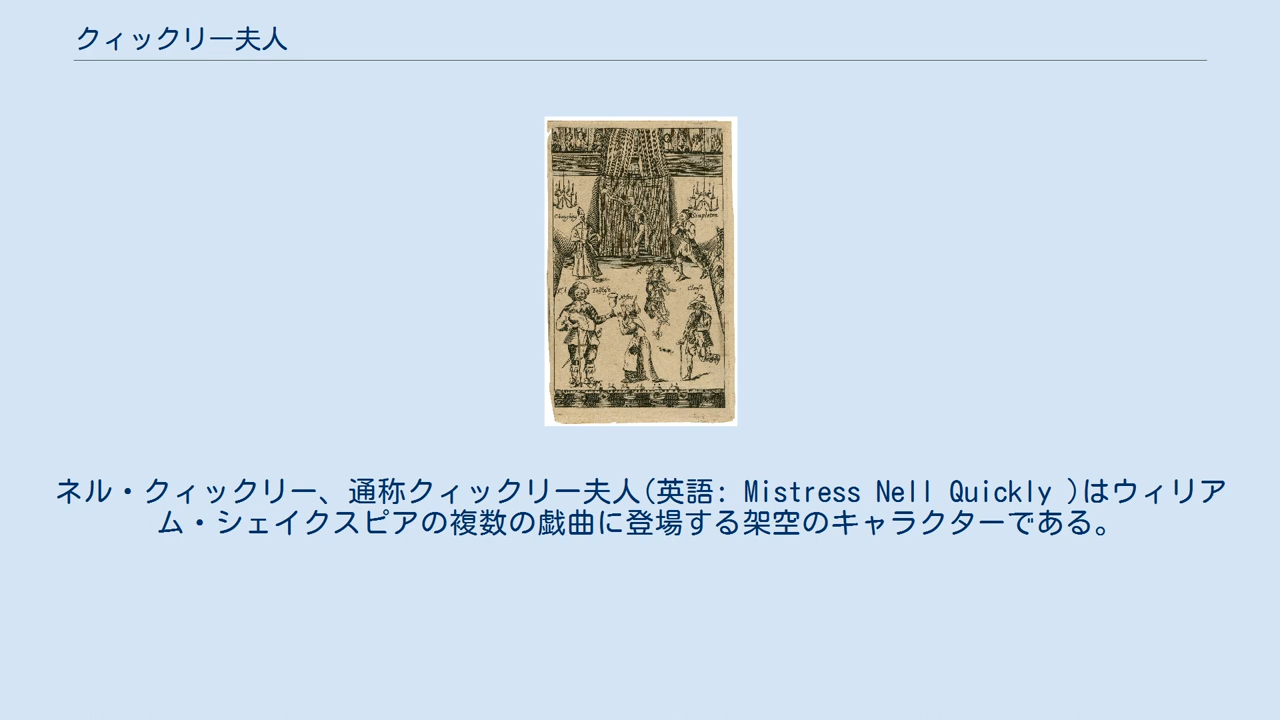 クィックリー夫人
Simpleton
Clause
ネル・クィックリー、通称クィックリー夫人(英語: Mistress Nell Quickly )はウィリア
ム・シェイクスピアの複数の戯曲に登場する架空のキャラクターである。